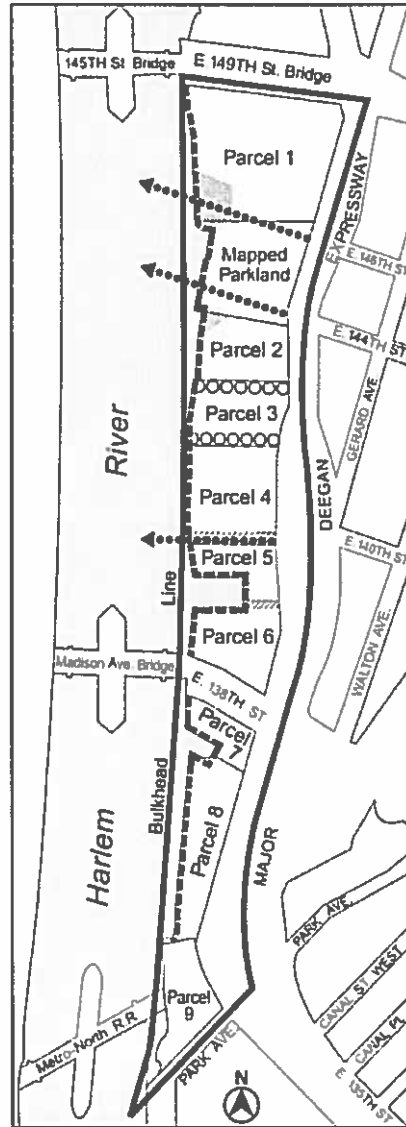 145TH St. Bridge
E 149TH St. Bridge
Parcel 1
EXPRESSWAY
Mapped
Parkland
E. 146TH ST
E. 144TH ST
Parcel 2
GERARD AVE.
Parcel 3
River
Parcel 4
DEEGAN
E. 140TH ST
Parcel 5
Line
Parcel 6
WALTON AVE.
Madison Ave. Bridge
E. 138TH ST
Parcel
7
Bulkhead
Parcel 8
Harlem
MAJOR
PARK AVE.
CANAL ST WEST
Parcel
9
CANAL PL
Metro-North R.R.
PARK AVE.
E. 135TH ST
N